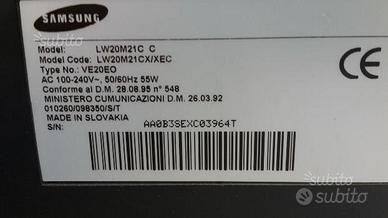 SAMSUNG
Model: LW20M21C C
Model Code: LW20M21CX/XEC
Type No: VE20EO
AC 100-240V~, 50/60Hz 55W
Conforme al D.M. 28.08.95 n° 548
MINISTERO CUMUNICAZIONI D.M. 26.03.92
010260/098350/S/T
MADE IN SLOVAKIA
S/N: AA0B3SEXC03964T
CE
subito
subito